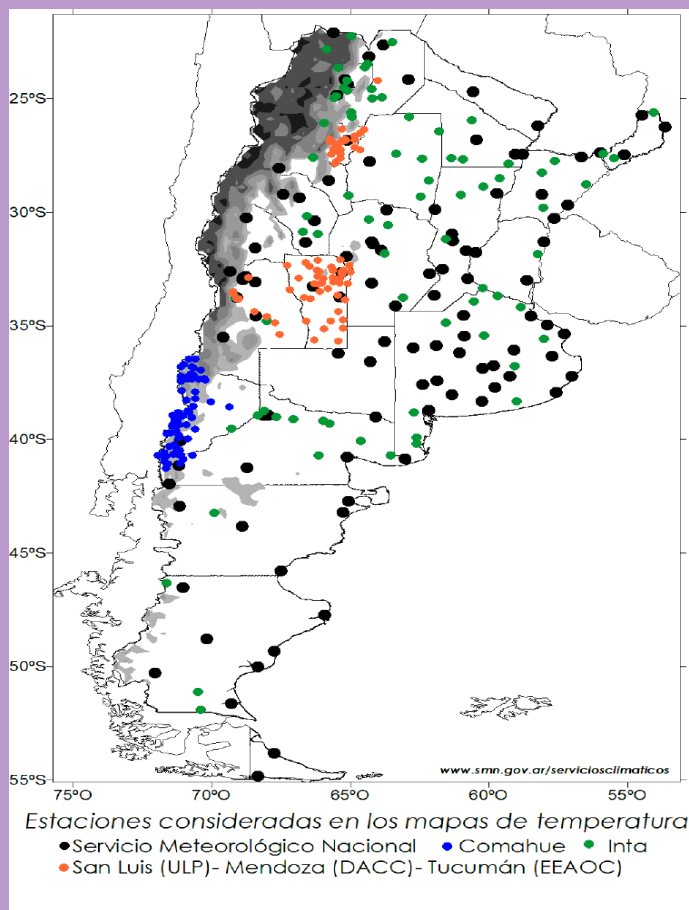 25ºS
30ºS
35ºS
40ºS
45ºS
50ºS
55ºS
www.smn.gov.ar/serviciosclimaticos
75ºO 70ºO 65ºO 60ºO 55ºO
Estaciones consideradas en los mapas de temperatura
Servicio Meteorológico Nacional Comahue Inta
San Luis (ULP)- Mendoza (DACC)- Tucumán (EEAOC)